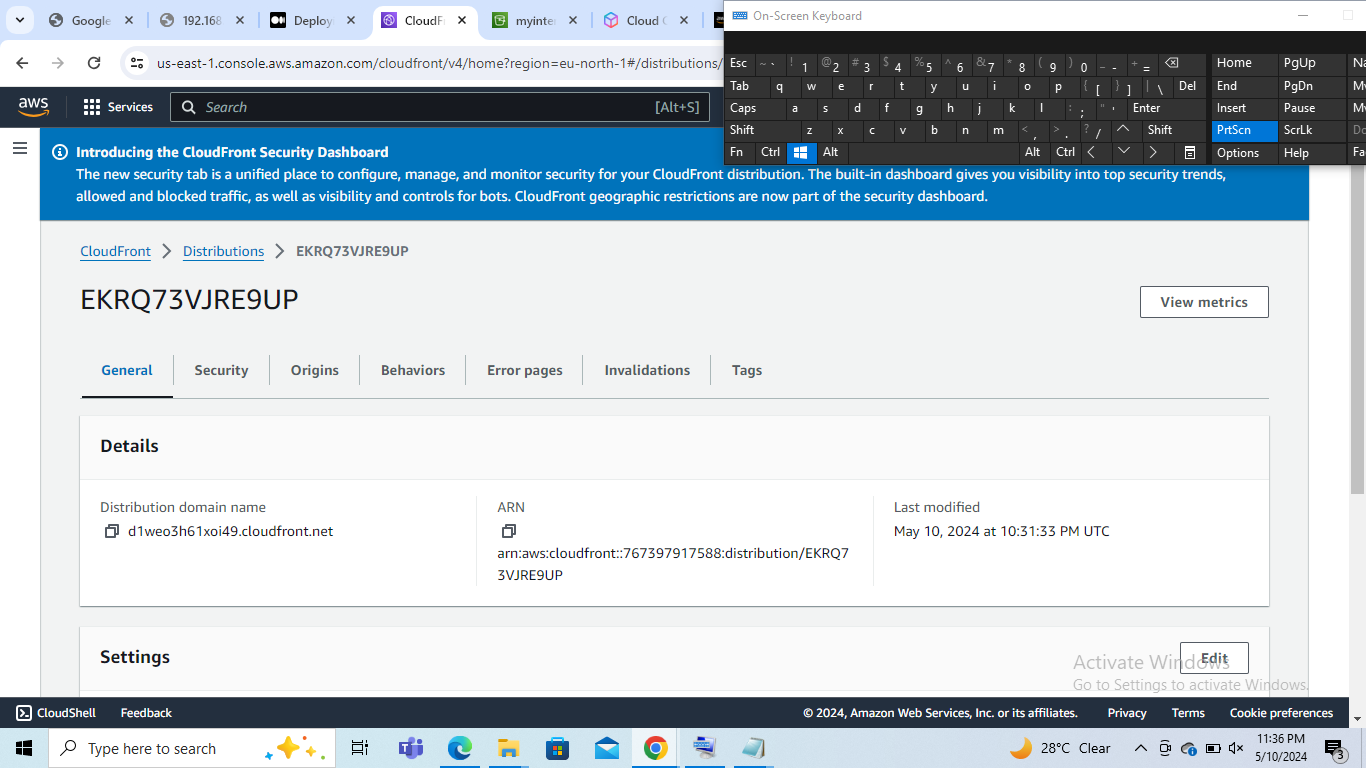 Google
192.168
Deploy
CloudF
myinte
Cloud C
On-Screen Keyboard
us-east-1.console.aws.amazon.com/cloudfront/v4/home?region=eu-north-1#/distributions/
Esc ~ ` ! 1 @ 2 # 3 $ 4 % 5 ^ 6 & 7 * 8 ( 9 ) 0 _ - + = Home PgUp Na
Tab q w e r t y u i o p { [ } ] | \ Del End PgDn Mv
Caps a s d f g h j k l : ; " ' Enter Insert Pause Mv
Shift z x c v b n m < , > . ? / Shift PrtScn ScrLk Do
Fn Ctrl Alt Alt Ctrl Options Help Fa
aws
Services
Search
[Alt+S]
Introducing the CloudFront Security Dashboard
The new security tab is a unified place to configure, manage, and monitor security for your CloudFront distribution. The built-in dashboard gives you visibility into top security trends,
allowed and blocked traffic, as well as visibility and controls for bots. CloudFront geographic restrictions are now part of the security dashboard.
CloudFront > Distributions > EKRQ73VJRE9UP
EKRQ73VJRE9UP
View metrics
General Security Origins Behaviors Error pages Invalidations Tags
Details
Distribution domain name
d1weo3h61xoi49.cloudfront.net
ARN
arn:aws:cloudfront::767397917588:distribution/EKRQ7
3VJRE9UP
Last modified
May 10, 2024 at 10:31:33 PM UTC
Settings
Edit
Activate Windows
Go to Settings to activate Windows.
CloudShell Feedback © 2024, Amazon Web Services, Inc. or its affiliates. Privacy Terms Cookie preferences
Type here to search
28°C Clear
11:36 PM
5/10/2024
3